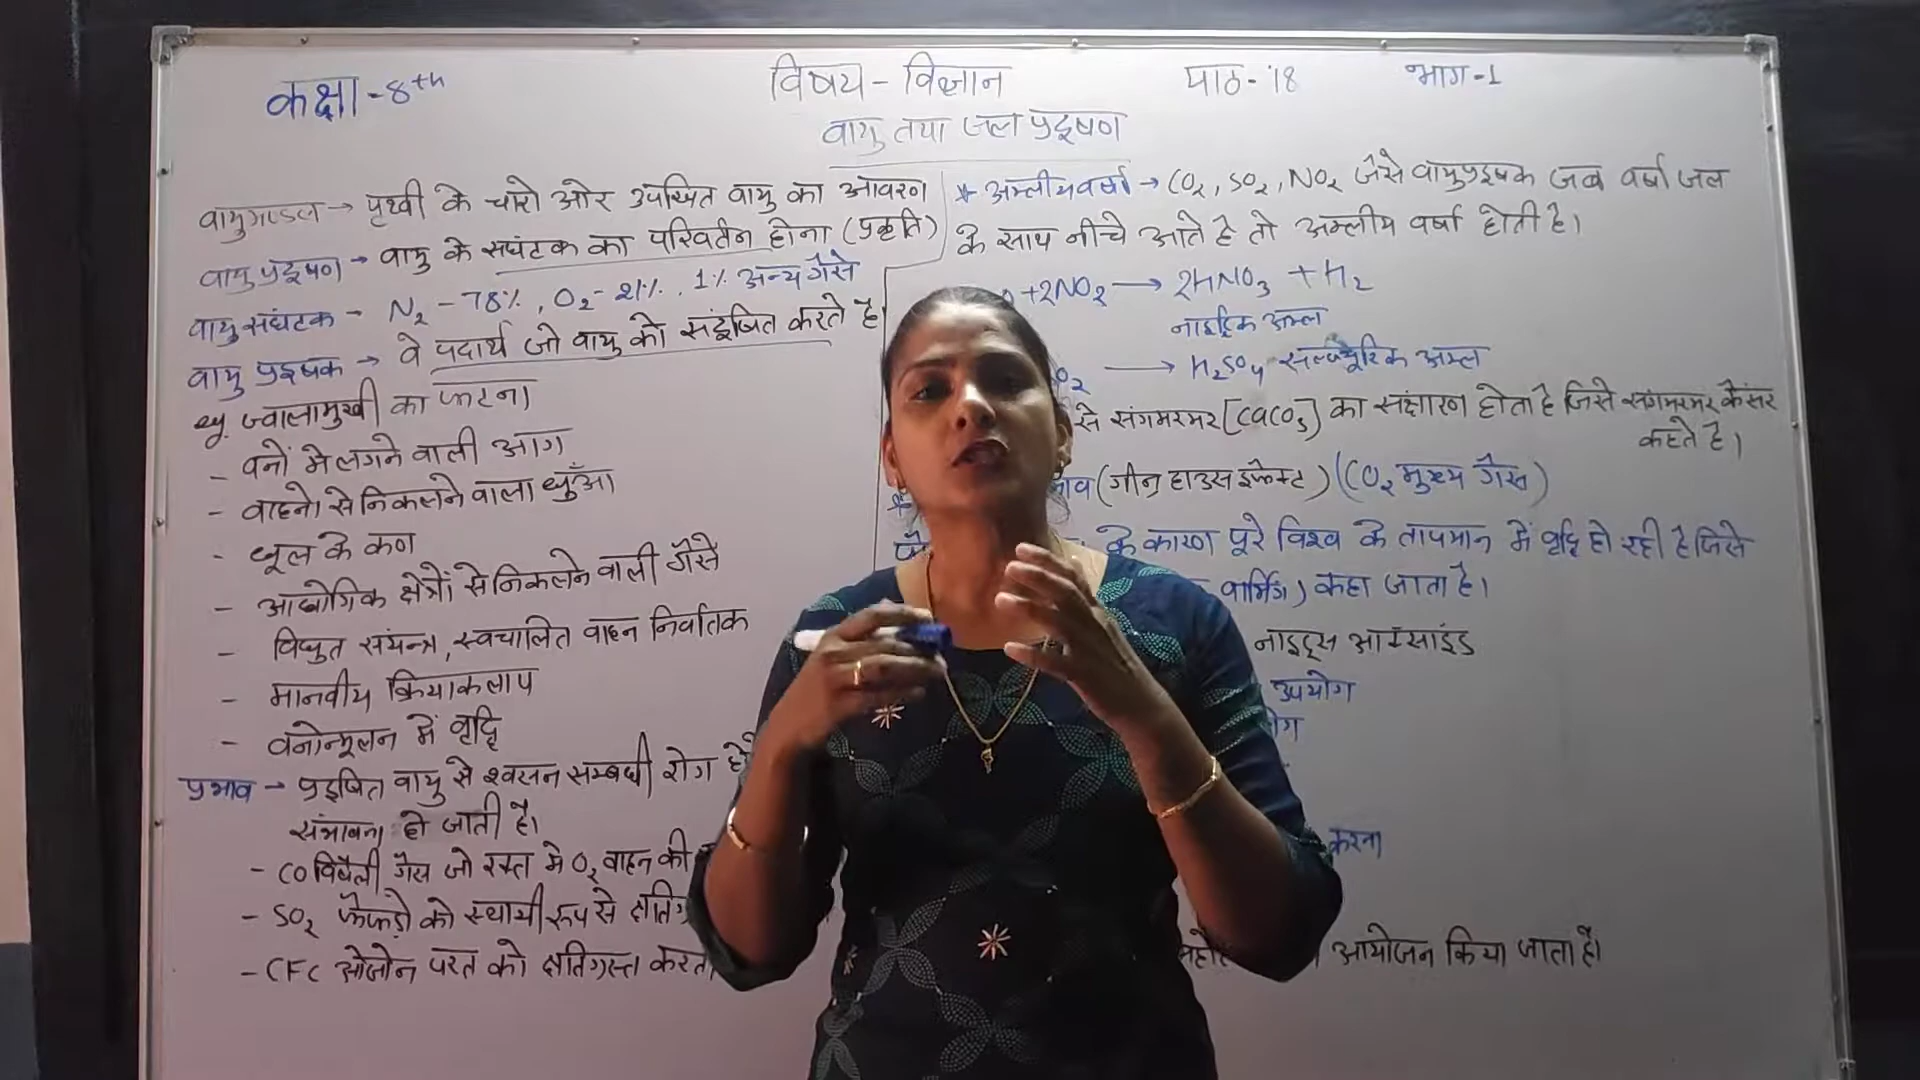 कक्षा - 8th
विषय - विज्ञान
पाठ - 18
भाग - 1
वायु तथा जल प्रदूषण
वायुमण्डल → पृथ्वी के चारो ओर उपस्थित वायु का आवरण
वायु प्रदूषण → वायु के संघटक का परिवर्तन होना (प्रकृति)
वायु संघटक - N₂ - 78%, O₂ - 21%, 1% अन्य गैसे
वायु प्रदूषक → वे पदार्थ जो वायु को संदूषित करते है।
ज्वालामुखी का फटना
- वनों मे लगने वाली आग
- वाहनो से निकलने वाला धुँआ
- धूल के कण
- औद्योगिक क्षेत्रों से निकलने वाली गैसे
- विद्युत संयन्त्र, स्वचालित वाहन निर्वातक
- मानवीय क्रियाकलाप
- वनोन्मूलन में वृद्धि
प्रभाव → प्रदूषित वायु से श्वसन सम्बधी रोग
संभावना हो जाती है।
- CO विषैली गैस जो रक्त मे O₂ वाहन की
- SO₂ फेफड़ो को स्थायी रूप से
- CFC ओजोन परत को क्षतिग्रस्त
* अम्लीय वर्षा → CO₂, SO₂, NO₂ जैसे वायुप्रदूषक जब वर्षा जल
के साथ नीचे आते है तो अम्लीय वर्षा होती है।
+ 2NO₂ → 2HNO₃ + H₂
नाइट्रिक अम्ल
→ H₂SO₄ सल्फ्यूरिक अम्ल
से संगमरमर [CaCO₃] का संक्षारण होता है जिसे संगमरमर कैंसर
कहते है।
(ग्रीन हाउस इफेक्ट) (CO₂ मुख्य गैस)
के कारण पूरे विश्व के तापमान में वृद्धि हो रही है जिसे
वार्मिंग) कहा जाता है।
नाइट्रस आक्साइड
उपयोग
करना
आयोजन किया जाता है।